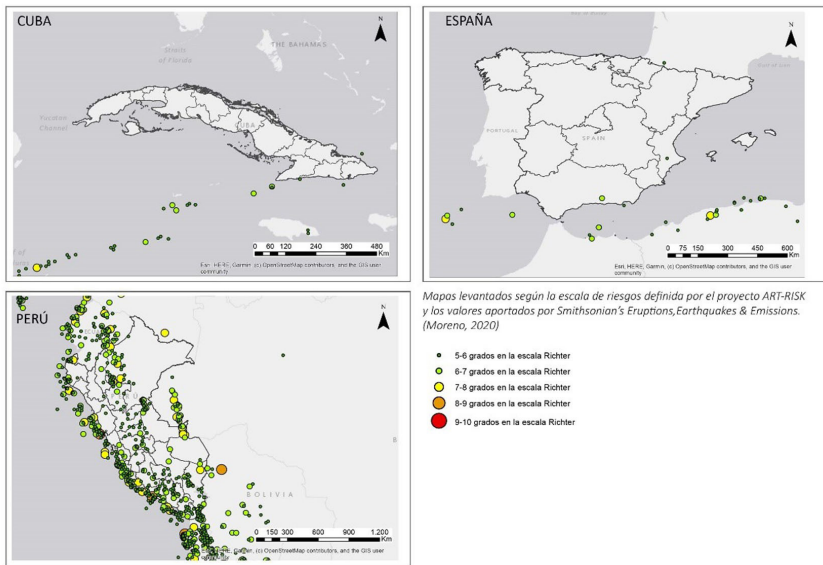 CUBA
N
Straits
of Florida
THE BAHAMAS
Yucatan
Channel
CUBA
0 60 120 240 360 480
Km
Esri, HERE, Garmin, (c) OpenStreetMap contributors, and the GIS user
community
ESPAÑA
N
PORTUGAL
SPAIN
0 75 150 300 450 600
Km
Esri, HERE, Garmin, (c) OpenStreetMap contributors, and the GIS user
community
PERÚ
N
BOLIVIA
0 150 300 600 900 1.200
Km
Esri, HERE, Garmin, (c) OpenStreetMap contributors, and the GIS user
Mapas levantados según la escala de riesgos definida por el proyecto ART-RISK
y los valores aportados por Smithsonian's Eruptions,Earthquakes & Emissions.
(Moreno, 2020)
5-6 grados en la escala Richter
6-7 grados en la escala Richter
7-8 grados en la escala Richter
8-9 grados en la escala Richter
9-10 grados en la escala Richter